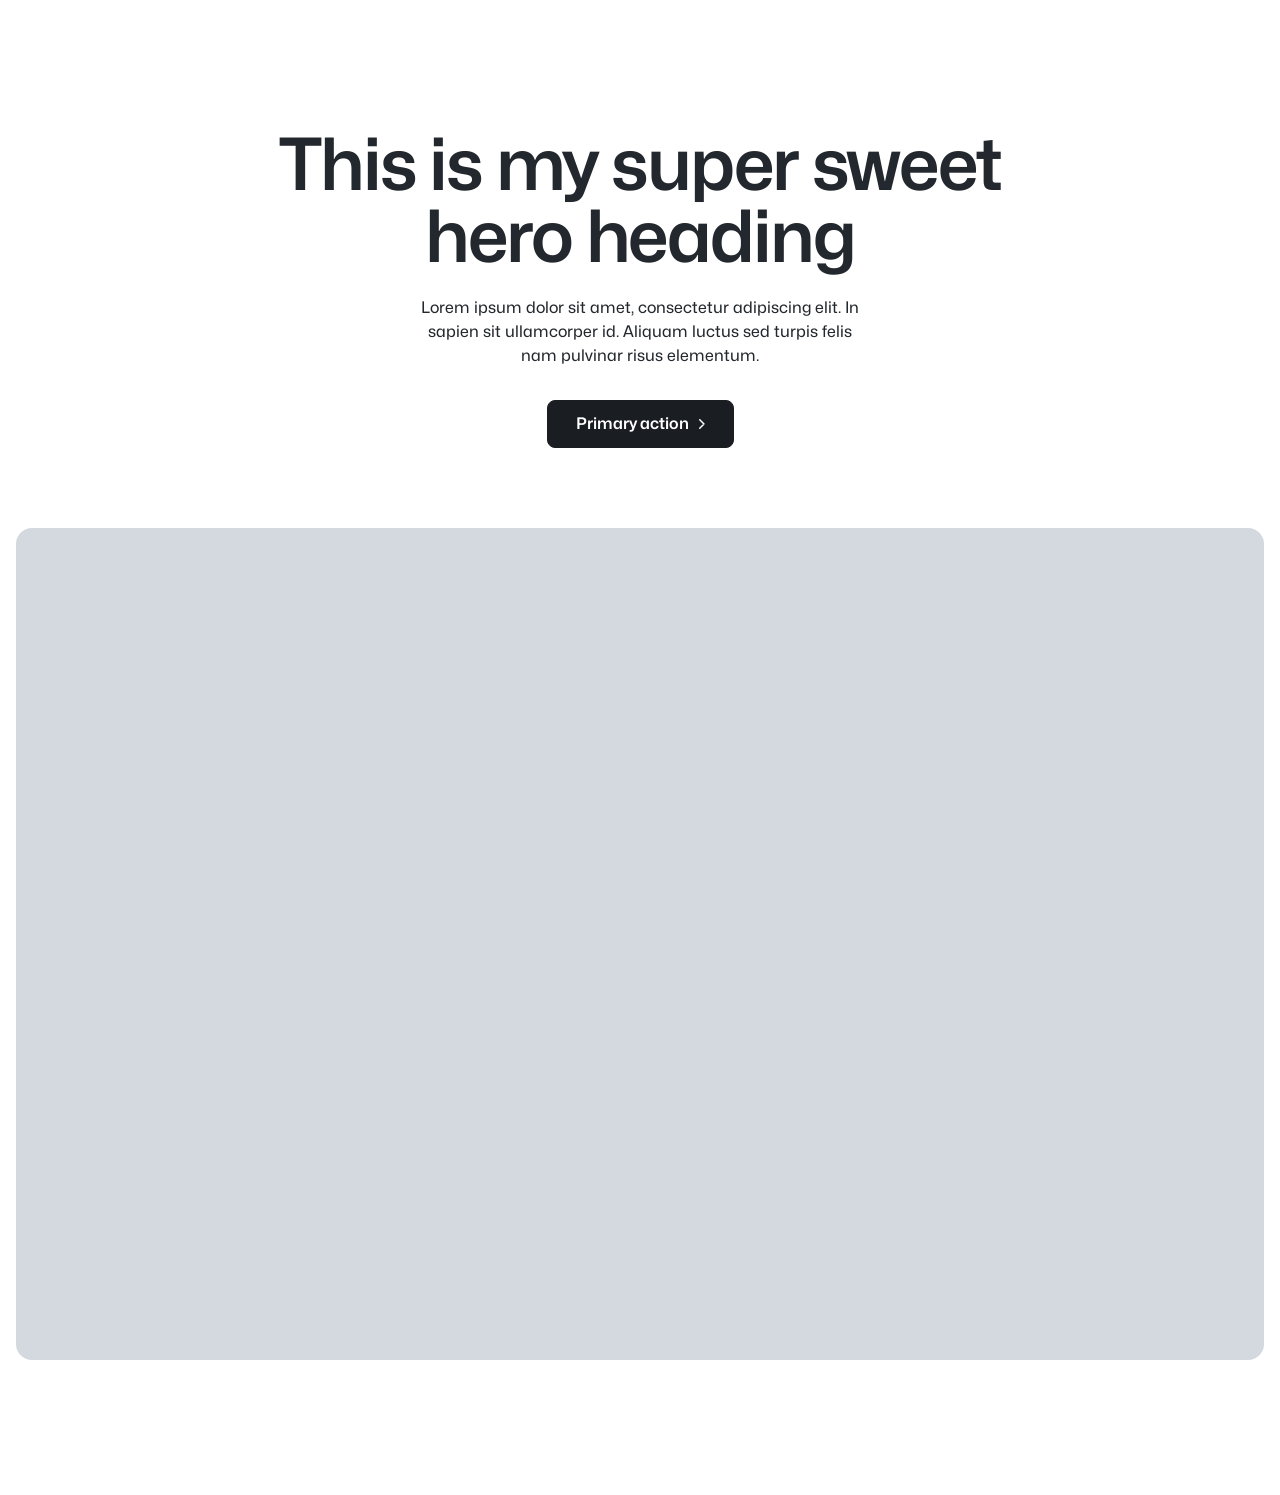 This is my super sweet
hero heading
Lorem ipsum dolor sit amet, consectetur adipiscing elit. In
sapien sit ullamcorper id. Aliquam luctus sed turpis felis
nam pulvinar risus elementum.
Primary action